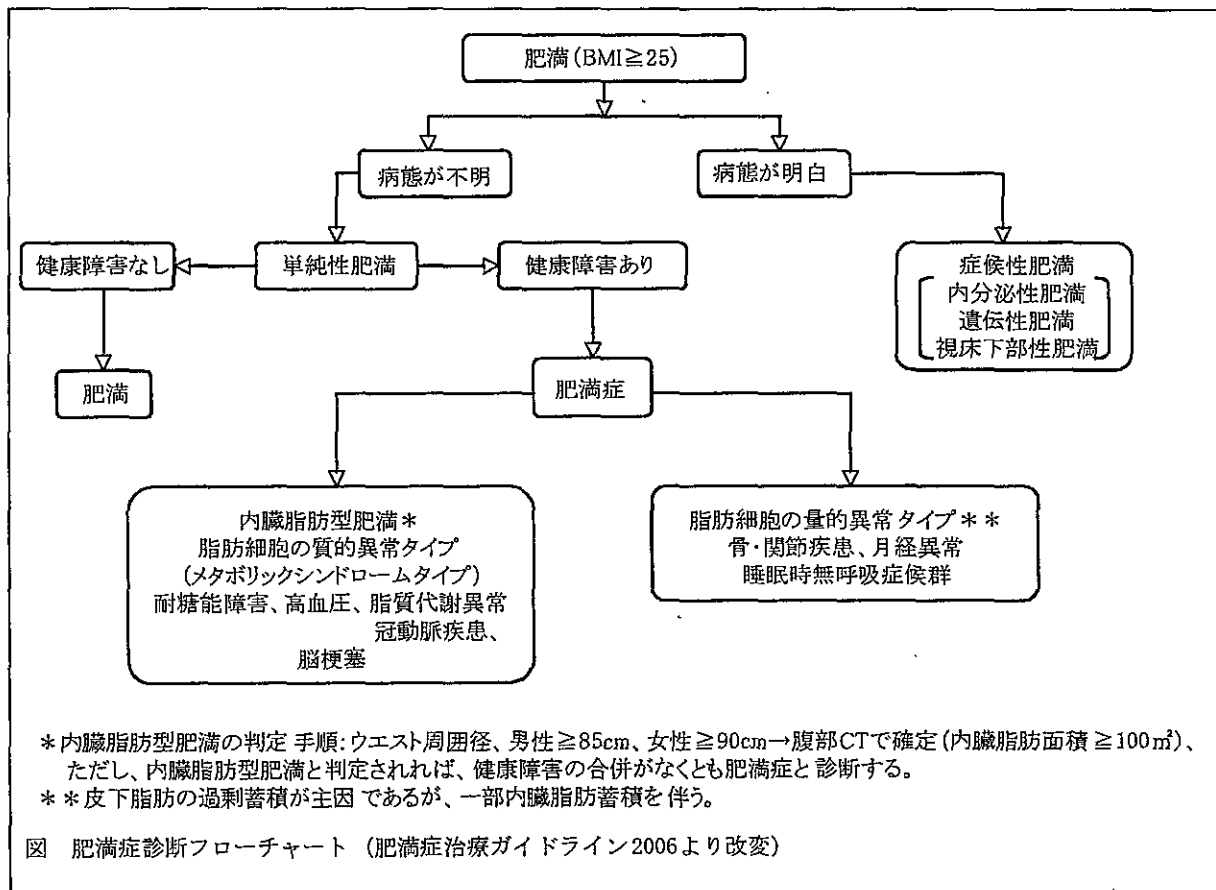 肥満(BMI≧25)
病態が不明
病態が明白
健康障害なし
単純性肥満
健康障害あり
症候性肥満
内分泌性肥満
遺伝性肥満
視床下部性肥満
肥満
肥満症
内臓脂肪型肥満*
脂肪細胞の質的異常タイプ
(メタボリックシンドロームタイプ)
耐糖能障害、高血圧、脂質代謝異常
冠動脈疾患、
脳梗塞
脂肪細胞の量的異常タイプ**
骨・関節疾患、月経異常
睡眠時無呼吸症候群
*内臓脂肪型肥満の判定 手順:ウエスト周囲径、男性≧85cm、女性≧90cm→腹部CTで確定(内臓脂肪面積≧100㎡)、
ただし、内臓脂肪型肥満と判定されれば、健康障害の合併がなくとも肥満症と診断する。
**皮下脂肪の過剰蓄積が主因であるが、一部内臓脂肪蓄積を伴う。
図 肥満症診断フローチャート (肥満症治療ガイドライン2006より改変)